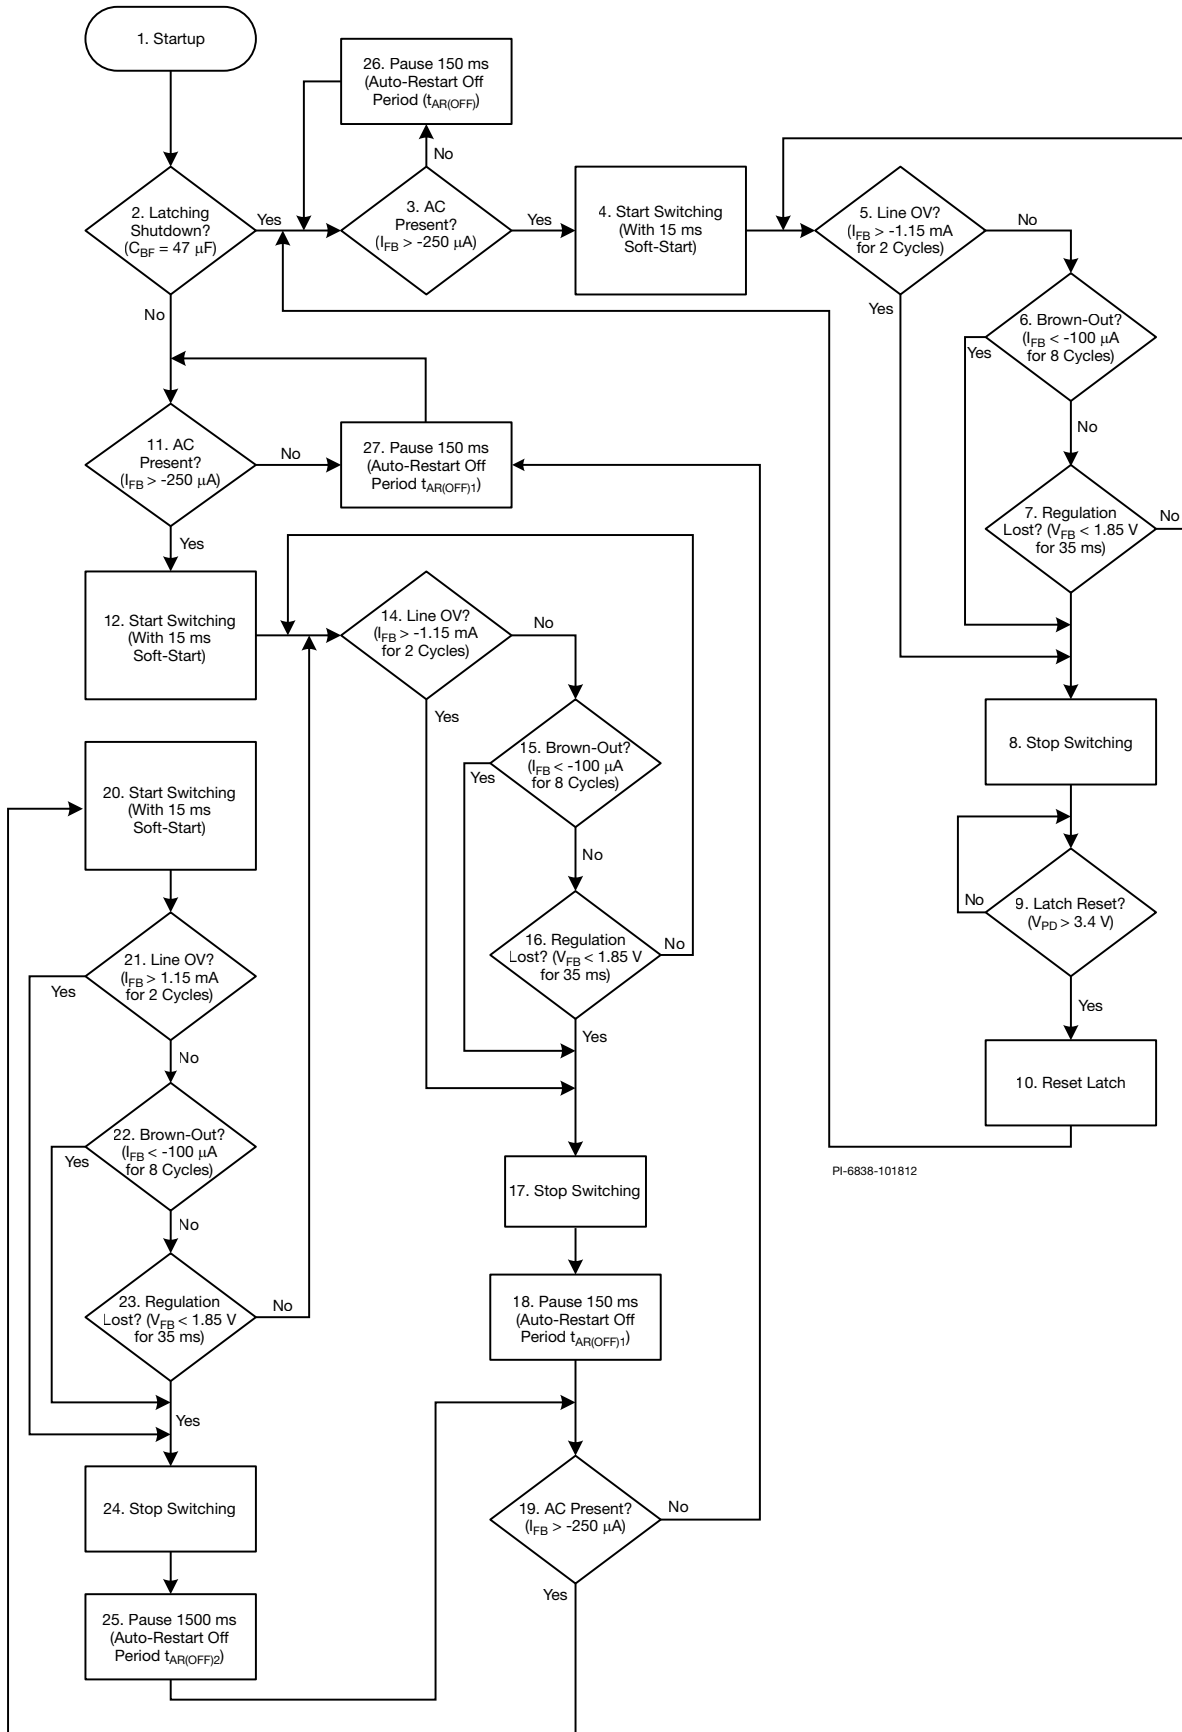 1. Startup
26. Pause 150 ms
(Auto-Restart Off
Period (tAR(OFF))
No
2. Latching
Shutdown?
(CBF = 47 μF)
Yes
No
3. AC
Present?
(IFB > -250 μA)
Yes
4. Start Switching
(With 15 ms
Soft-Start)
5. Line OV?
(IFB > -1.15 mA
for 2 Cycles)
No
Yes
6. Brown-Out?
(IFB < -100 μA
for 8 Cycles)
Yes
No
7. Regulation
Lost? (VFB < 1.85 V
for 35 ms)
No
Yes
8. Stop Switching
9. Latch Reset?
(VPD > 3.4 V)
No
Yes
10. Reset Latch
11. AC
Present?
(IFB > -250 μA)
No
Yes
27. Pause 150 ms
(Auto-Restart Off
Period tAR(OFF)1)
12. Start Switching
(With 15 ms
Soft-Start)
14. Line OV?
(IFB > -1.15 mA
for 2 Cycles)
No
Yes
15. Brown-Out?
(IFB < -100 μA
for 8 Cycles)
Yes
No
16. Regulation
Lost? (VFB < 1.85 V
for 35 ms)
No
Yes
17. Stop Switching
18. Pause 150 ms
(Auto-Restart Off
Period tAR(OFF)1)
19. AC Present?
(IFB > -250 μA)
No
Yes
20. Start Switching
(With 15 ms
Soft-Start)
21. Line OV?
(IFB > 1.15 mA
for 2 Cycles)
Yes
No
22. Brown-Out?
(IFB < -100 μA
for 8 Cycles)
Yes
No
23. Regulation
Lost? (VFB < 1.85 V
for 35 ms)
No
Yes
24. Stop Switching
25. Pause 1500 ms
(Auto-Restart Off
Period tAR(OFF)2)
PI-6838-101812